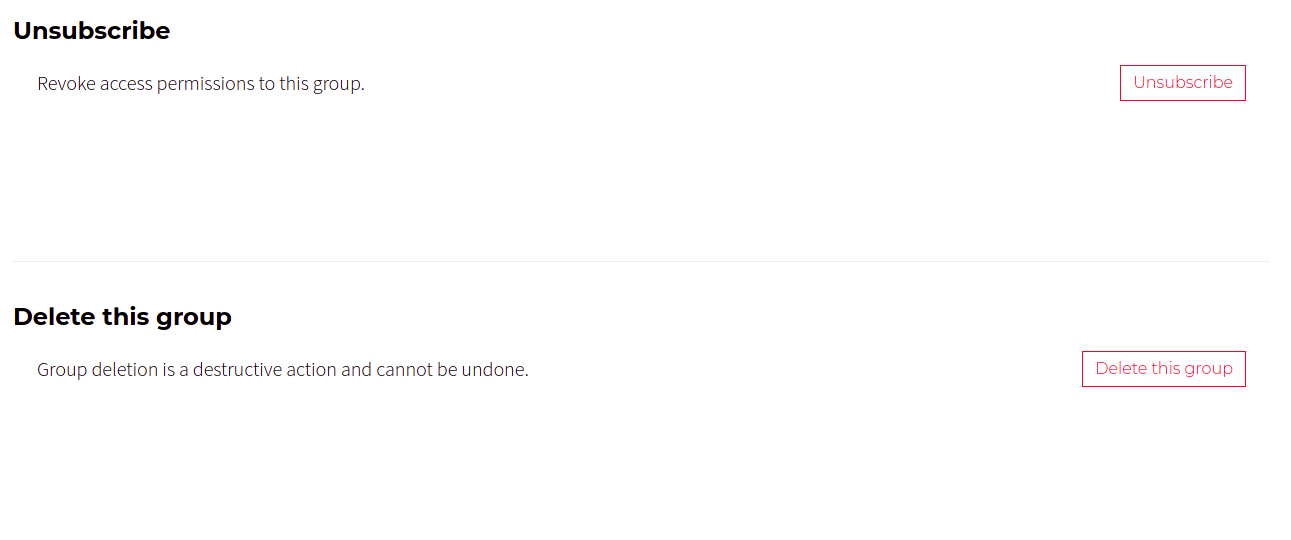 Unsubscribe
Revoke access permissions to this group.
Unsubscribe
Delete this group
Group deletion is a destructive action and cannot be undone.
Delete this group